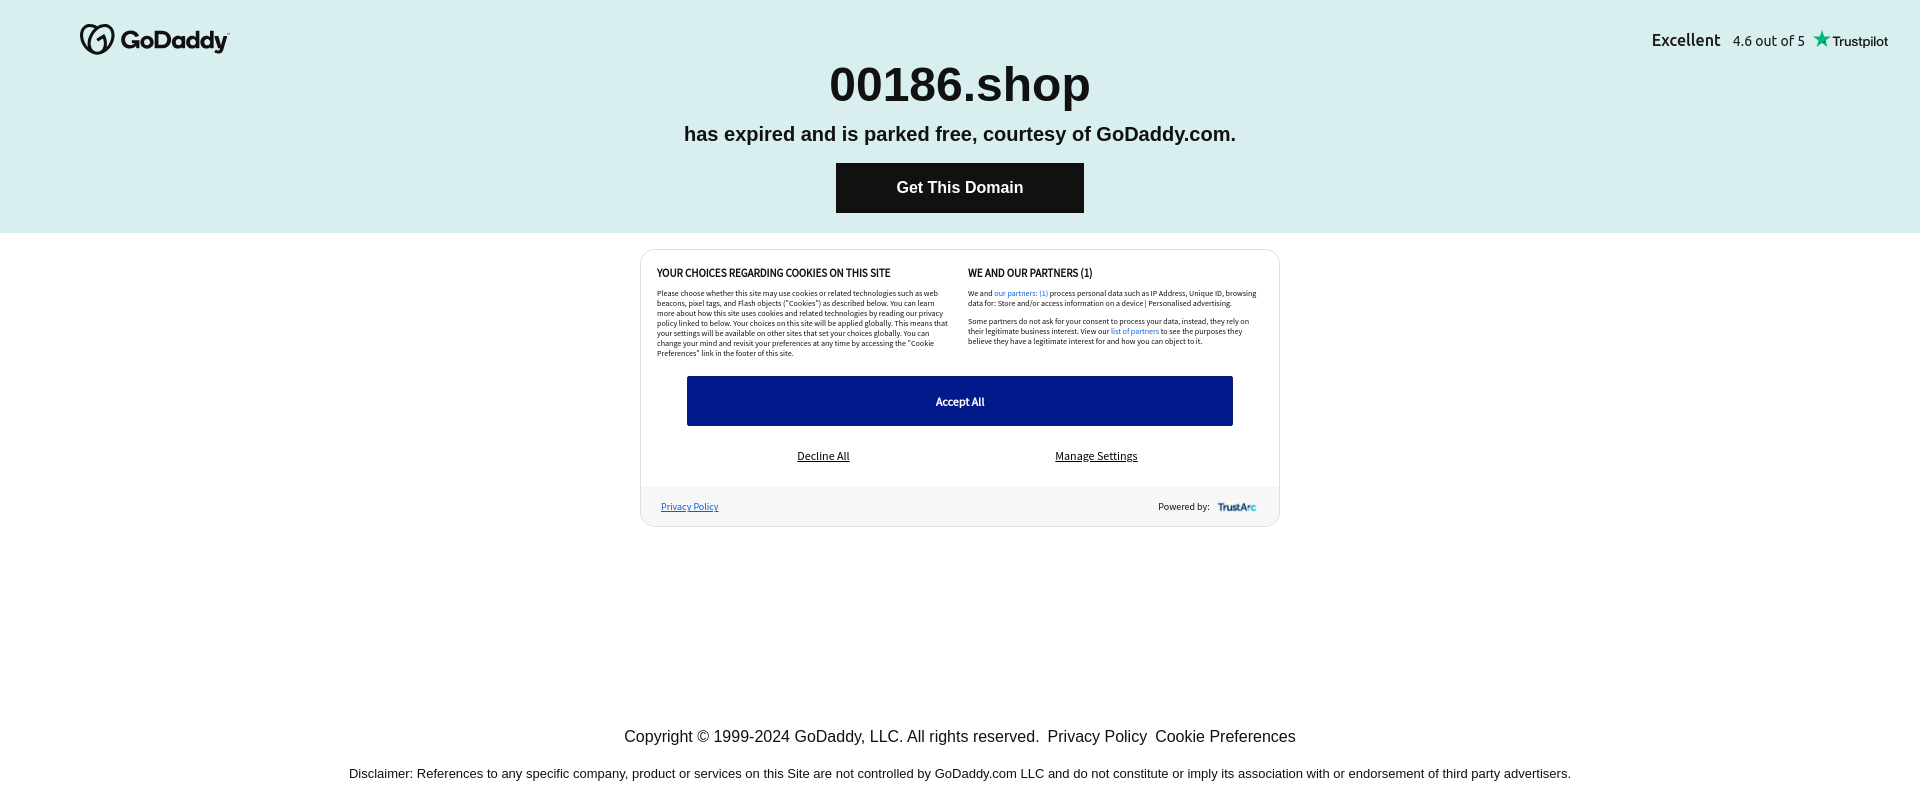 GoDaddy
Excellent 4.6 out of 5 Trustpilot
00186.shop
has expired and is parked free, courtesy of GoDaddy.com.
Get This Domain
YOUR CHOICES REGARDING COOKIES ON THIS SITE
Please choose whether this site may use cookies or related technologies such as web
beacons, pixel tags, and Flash objects ("Cookies") as described below. You can learn
more about how this site uses cookies and related technologies by reading our privacy
policy linked to below. Your choices on this site will be applied globally. This means that
your settings will be available on other sites that set your choices globally. You can
change your mind and revisit your preferences at any time by accessing the "Cookie
Preferences" link in the footer of this site.
WE AND OUR PARTNERS (1)
We and our partners: (1) process personal data such as IP Address, Unique ID, browsing
data for: Store and/or access information on a device | Personalised advertising.
Some partners do not ask for your consent to process your data, instead, they rely on
their legitimate business interest. View our list of partners to see the purposes they
believe they have a legitimate interest for and how you can object to it.
Accept All
Decline All
Manage Settings
Privacy Policy
Powered by: TrustArc
Copyright © 1999-2024 GoDaddy, LLC. All rights reserved. Privacy Policy Cookie Preferences
Disclaimer: References to any specific company, product or services on this Site are not controlled by GoDaddy.com LLC and do not constitute or imply its association with or endorsement of third party advertisers.